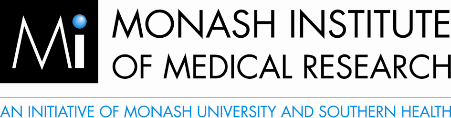 Mi
MONASH INSTITUTE
OF MEDICAL RESEARCH
AN INITIATIVE OF MONASH UNIVERSITY AND SOUTHERN HEALTH